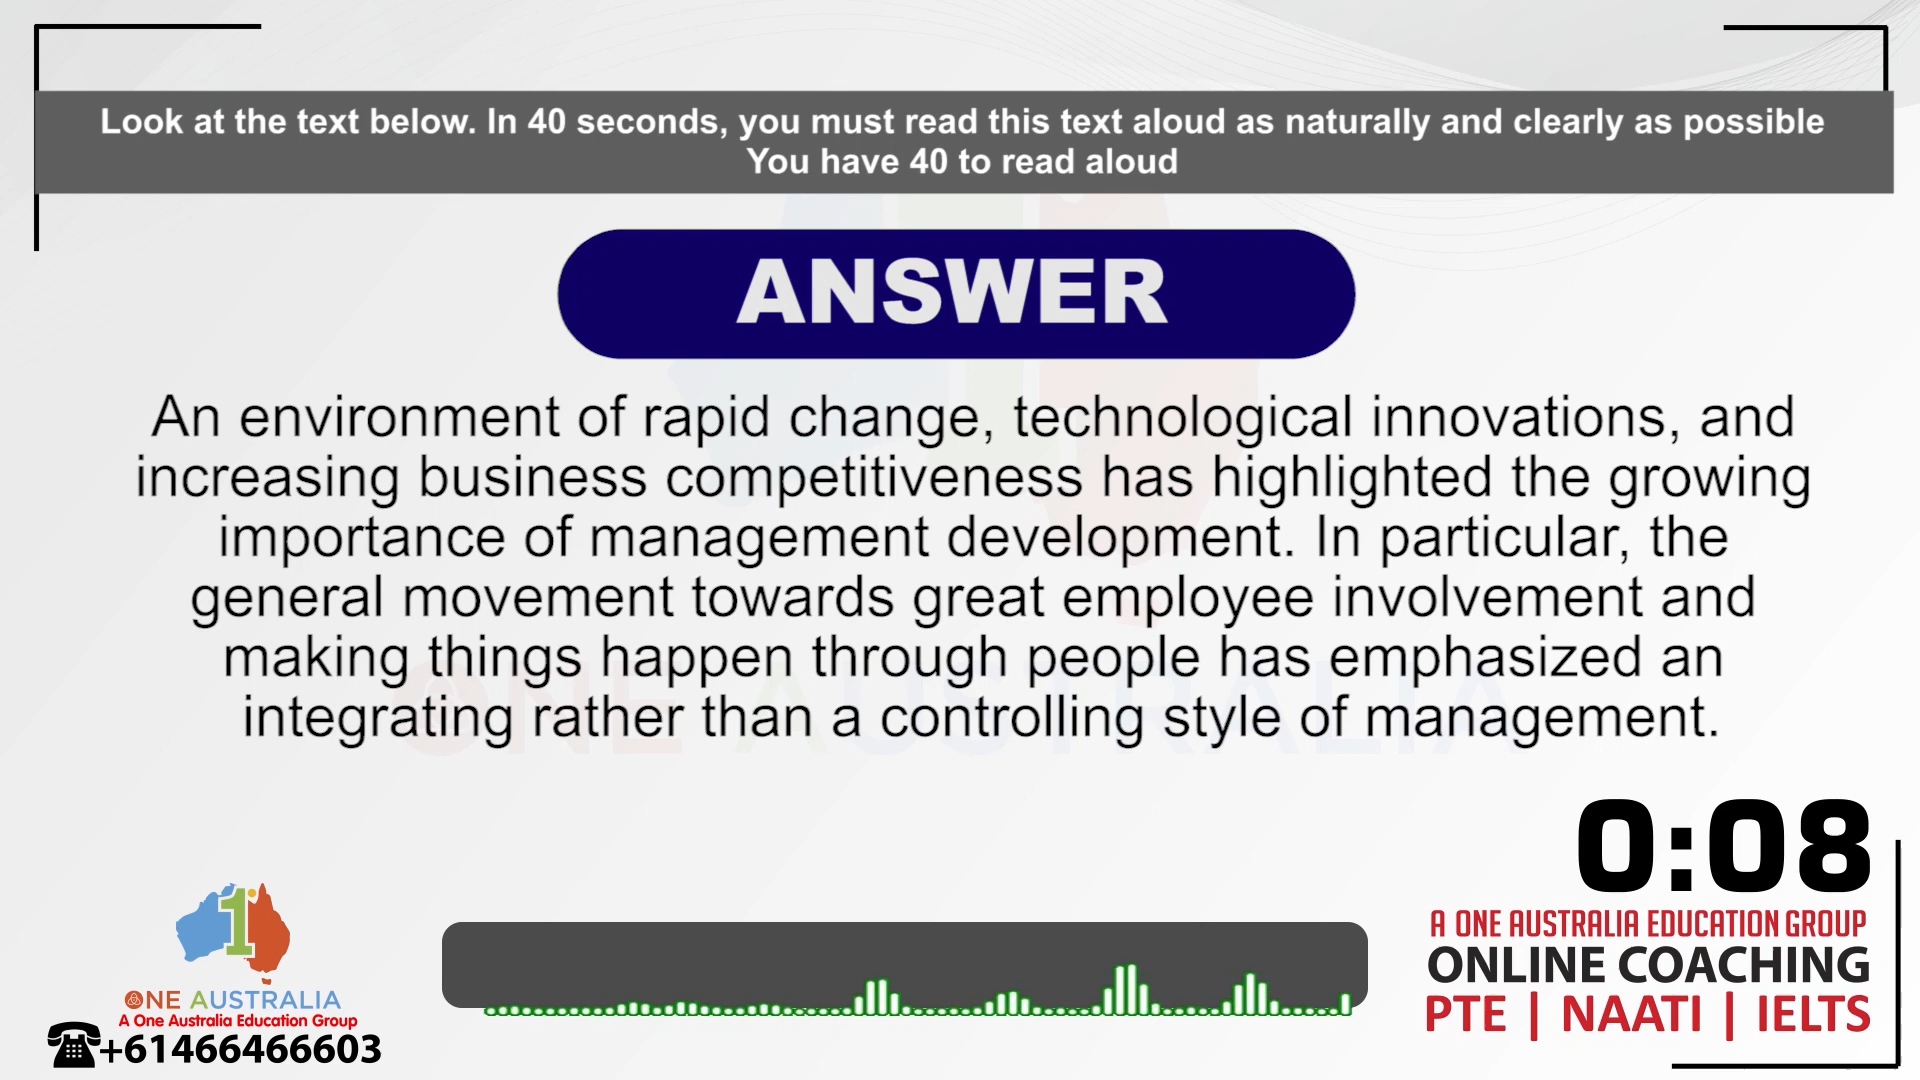 Look at the text below. In 40 seconds, you must read this text aloud as naturally and clearly as possible
You have 40 to read aloud
ANSWER
An environment of rapid change, technological innovations, and
increasing business competitiveness has highlighted the growing
importance of management development. In particular, the
general movement towards great employee involvement and
making things happen through people has emphasized an
integrating rather than a controlling style of management.
ONE AUSTRALIA
0:08
1
ONE AUSTRALIA
A One Australia Education Group
+61466466603
A ONE AUSTRALIA EDUCATION GROUP
ONLINE COACHING
PTE | NAATI | IELTS